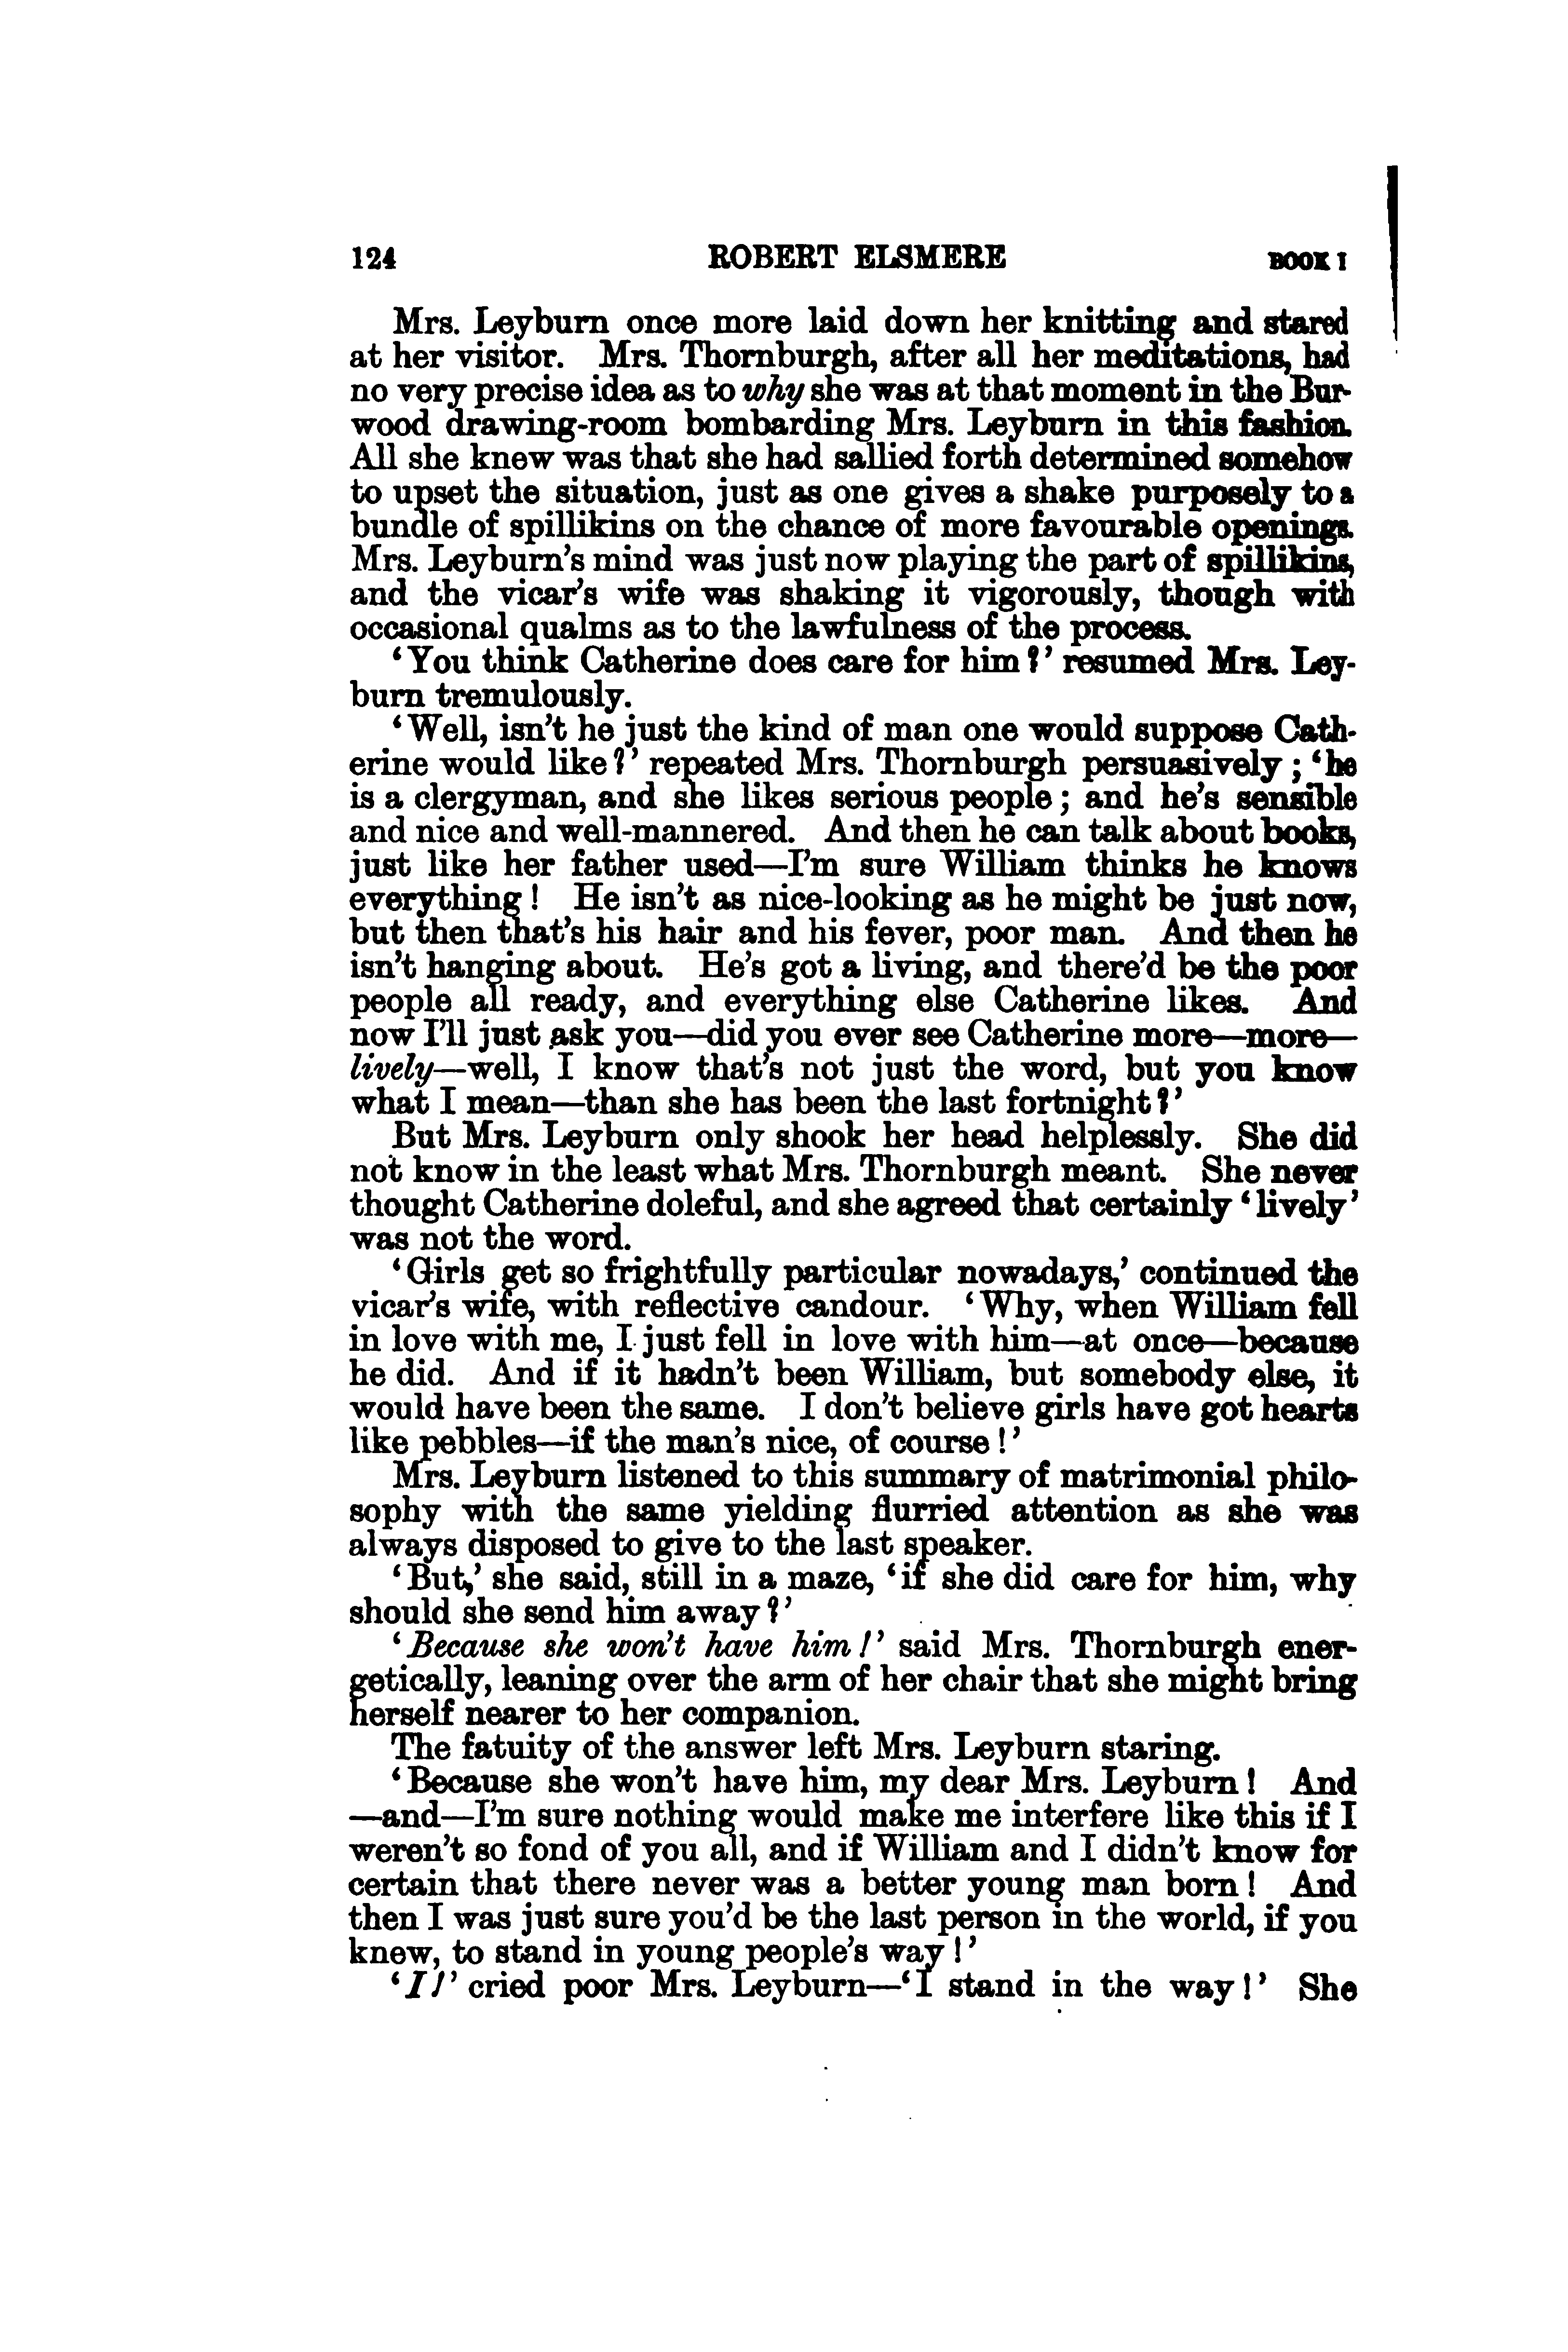 124 ROBERT ELSMERE BOOK I
Mrs. Leyburn once more laid down her knitting and stared
at her visitor. Mrs. Thornburgh, after all her meditations, had
no very precise idea as to why she was at that moment in the Bur-
wood drawing-room bombarding Mrs. Leyburn in this fashion.
All she knew was that she had sallied forth determined somehow
to upset the situation, just as one gives a shake purposely to a
bundle of spillikins on the chance of more favourable openings.
Mrs. Leyburn's mind was just now playing the part of spillikins,
and the vicar's wife was shaking it vigorously, though with
occasional qualms as to the lawfulness of the process.
‘You think Catherine does care for him?’ resumed Mrs. Ley-
burn tremulously.
‘Well, isn't he just the kind of man one would suppose Cath-
erine would like?’ repeated Mrs. Thornburgh persuasively; ‘he
is a clergyman, and she likes serious people; and he's sensible
and nice and well-mannered. And then he can talk about books,
just like her father used—I'm sure William thinks he knows
everything! He isn't as nice-looking as he might be just now,
but then that's his hair and his fever, poor man. And then he
isn't hanging about. He's got a living, and there'd be the poor
people all ready, and everything else Catherine likes. And
now I'll just ask you—did you ever see Catherine more—more—
lively—well, I know that's not just the word, but you know
what I mean—than she has been the last fortnight?’
But Mrs. Leyburn only shook her head helplessly. She did
not know in the least what Mrs. Thornburgh meant. She never
thought Catherine doleful, and she agreed that certainly ‘lively’
was not the word.
‘Girls get so frightfully particular nowadays,’ continued the
vicar's wife, with reflective candour. ‘Why, when William fell
in love with me, I just fell in love with him—at once—because
he did. And if it hadn't been William, but somebody else, it
would have been the same. I don't believe girls have got hearts
like pebbles—if the man's nice, of course!’
Mrs. Leyburn listened to this summary of matrimonial philo-
sophy with the same yielding flurried attention as she was
always disposed to give to the last speaker.
‘But,’ she said, still in a maze, ‘if she did care for him, why
should she send him away?’
‘Because she won't have him!’ said Mrs. Thornburgh ener-
getically, leaning over the arm of her chair that she might bring
herself nearer to her companion.
The fatuity of the answer left Mrs. Leyburn staring.
‘Because she won't have him, my dear Mrs. Leyburn! And
—and—I'm sure nothing would make me interfere like this if I
weren't so fond of you all, and if William and I didn't know for
certain that there never was a better young man born! And
then I was just sure you'd be the last person in the world, if you
knew, to stand in young people's way!’
‘I!’ cried poor Mrs. Leyburn—‘I stand in the way!’ She